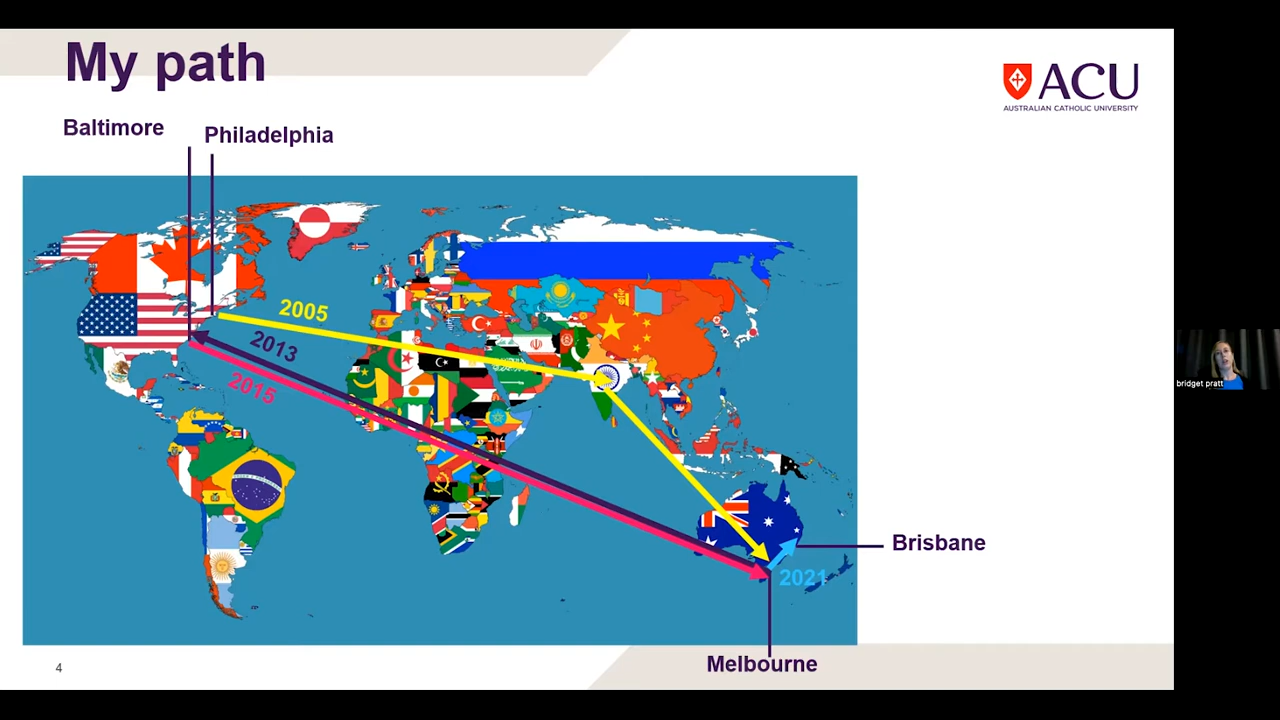 My path
ACU
AUSTRALIAN CATHOLIC UNIVERSITY
Baltimore
Philadelphia
2005
2013
2015
bridget pratt
Brisbane
2021
Melbourne
4